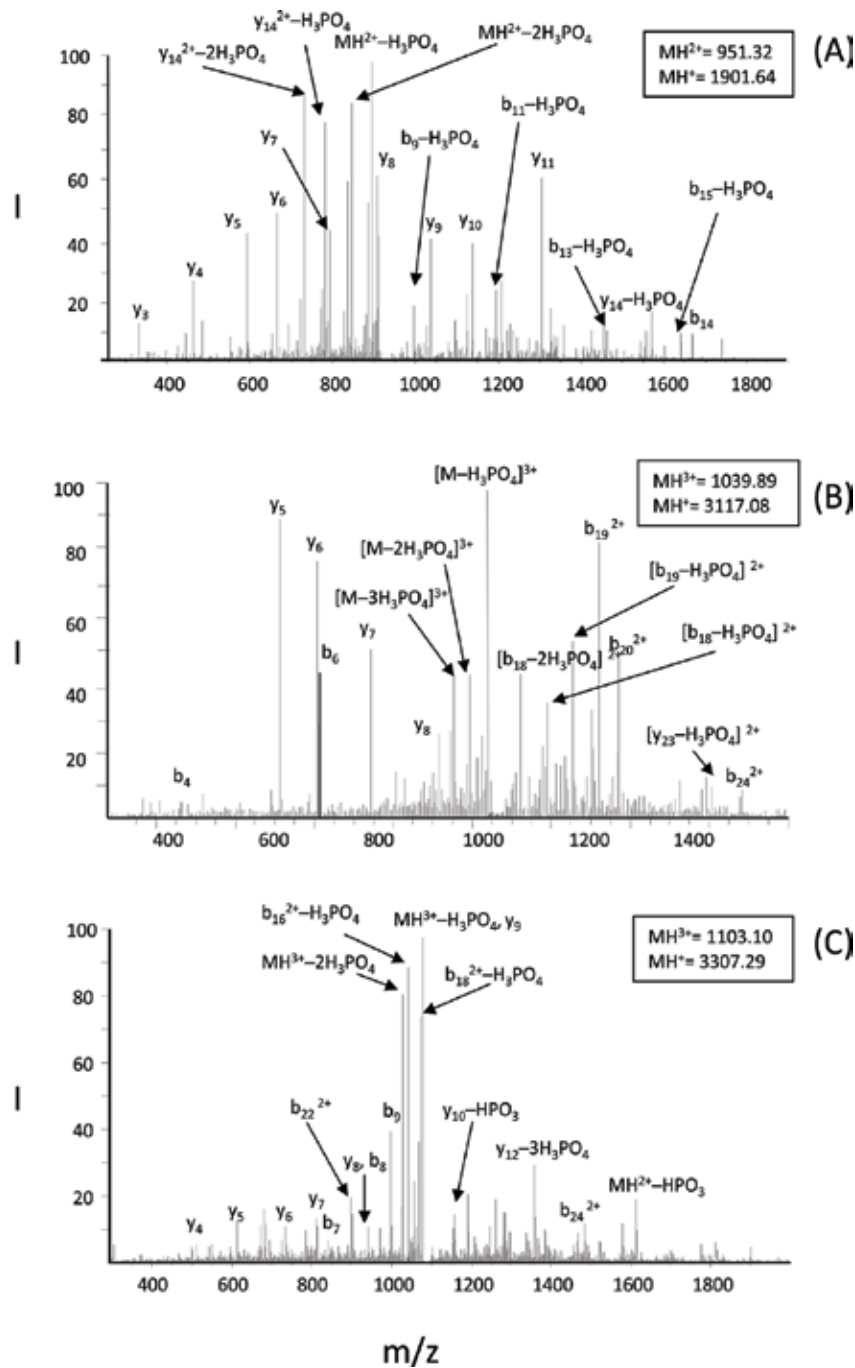 (A)
MH²⁺= 951.32
MH⁺= 1901.64
y₁₄²⁺–H₃PO₄
y₁₄²⁺–2H₃PO₄
MH²⁺–H₃PO₄
MH²⁺–2H₃PO₄
b₉–H₃PO₄
b₁₁–H₃PO₄
b₁₅–H₃PO₄
b₁₃–H₃PO₄
y₁₄–H₃PO₄
b₁₄
y₃
y₄
y₅
y₆
y₇
y₈
y₉
y₁₀
y₁₁
I
100
80
60
40
20
400 600 800 1000 1200 1400 1600 1800
(B)
MH³⁺= 1039.89
MH⁺= 3117.08
[M–H₃PO₄]³⁺
[M–2H₃PO₄]³⁺
[M–3H₃PO₄]³⁺
b₁₉²⁺
[b₁₉–H₃PO₄] ²⁺
[b₁₈–H₃PO₄] ²⁺
[b₁₈–2H₃PO₄] ²⁺
b₂₀²⁺
[y₂₃–H₃PO₄] ²⁺
b₂₄²⁺
b₄
y₅
y₆
b₆
y₇
y₈
I
100
80
60
40
20
400 600 800 1000 1200 1400
(C)
MH³⁺= 1103.10
MH⁺= 3307.29
b₁₆²⁺–H₃PO₄
MH³⁺–H₃PO₄, y₉
MH³⁺–2H₃PO₄
b₁₈²⁺–H₃PO₄
b₂₂²⁺
b₉
y₈, b₈
y₁₀–HPO₃
y₁₂–3H₃PO₄
MH²⁺–HPO₃
b₂₄²⁺
y₄
y₅
y₆
y₇
b₇
I
100
80
60
40
20
400 600 800 1000 1200 1400 1600 1800
m/z